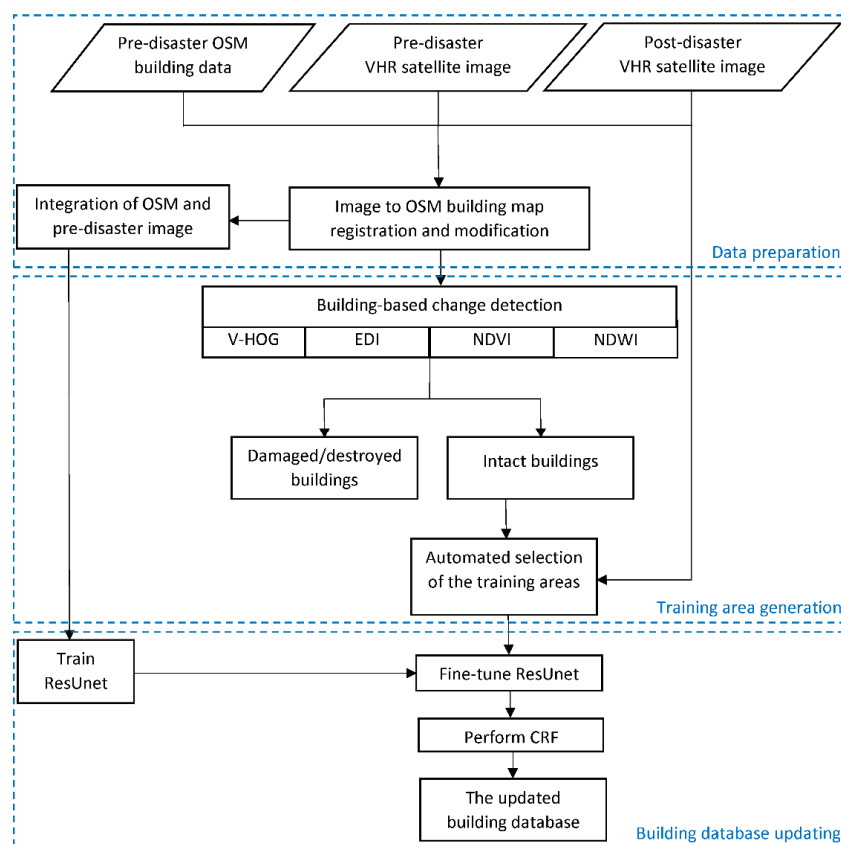 Pre-disaster OSM
building data
Pre-disaster
VHR satellite image
Post-disaster
VHR satellite image
Integration of OSM and
pre-disaster image
Image to OSM building map
registration and modification
Data preparation
Building-based change detection
V-HOG
EDI
NDVI
NDWI
Damaged/destroyed
buildings
Intact buildings
Automated selection
of the training areas
Training area generation
Train
ResUnet
Fine-tune ResUnet
Perform CRF
The updated
building database
Building database updating